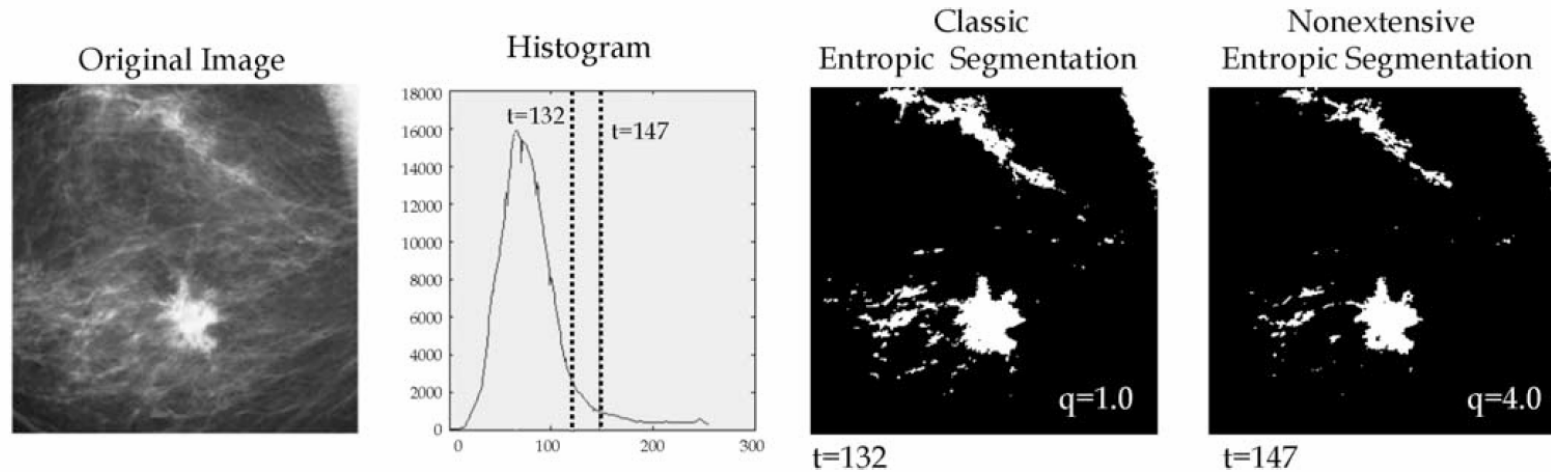 Original Image
Histogram
Classic
Entropic Segmentation
Nonextensive
Entropic Segmentation
18000
16000
14000
12000
10000
8000
6000
4000
2000
0
t=132
t=147
0
100
200
300
q=1.0
t=132
q=4.0
t=147